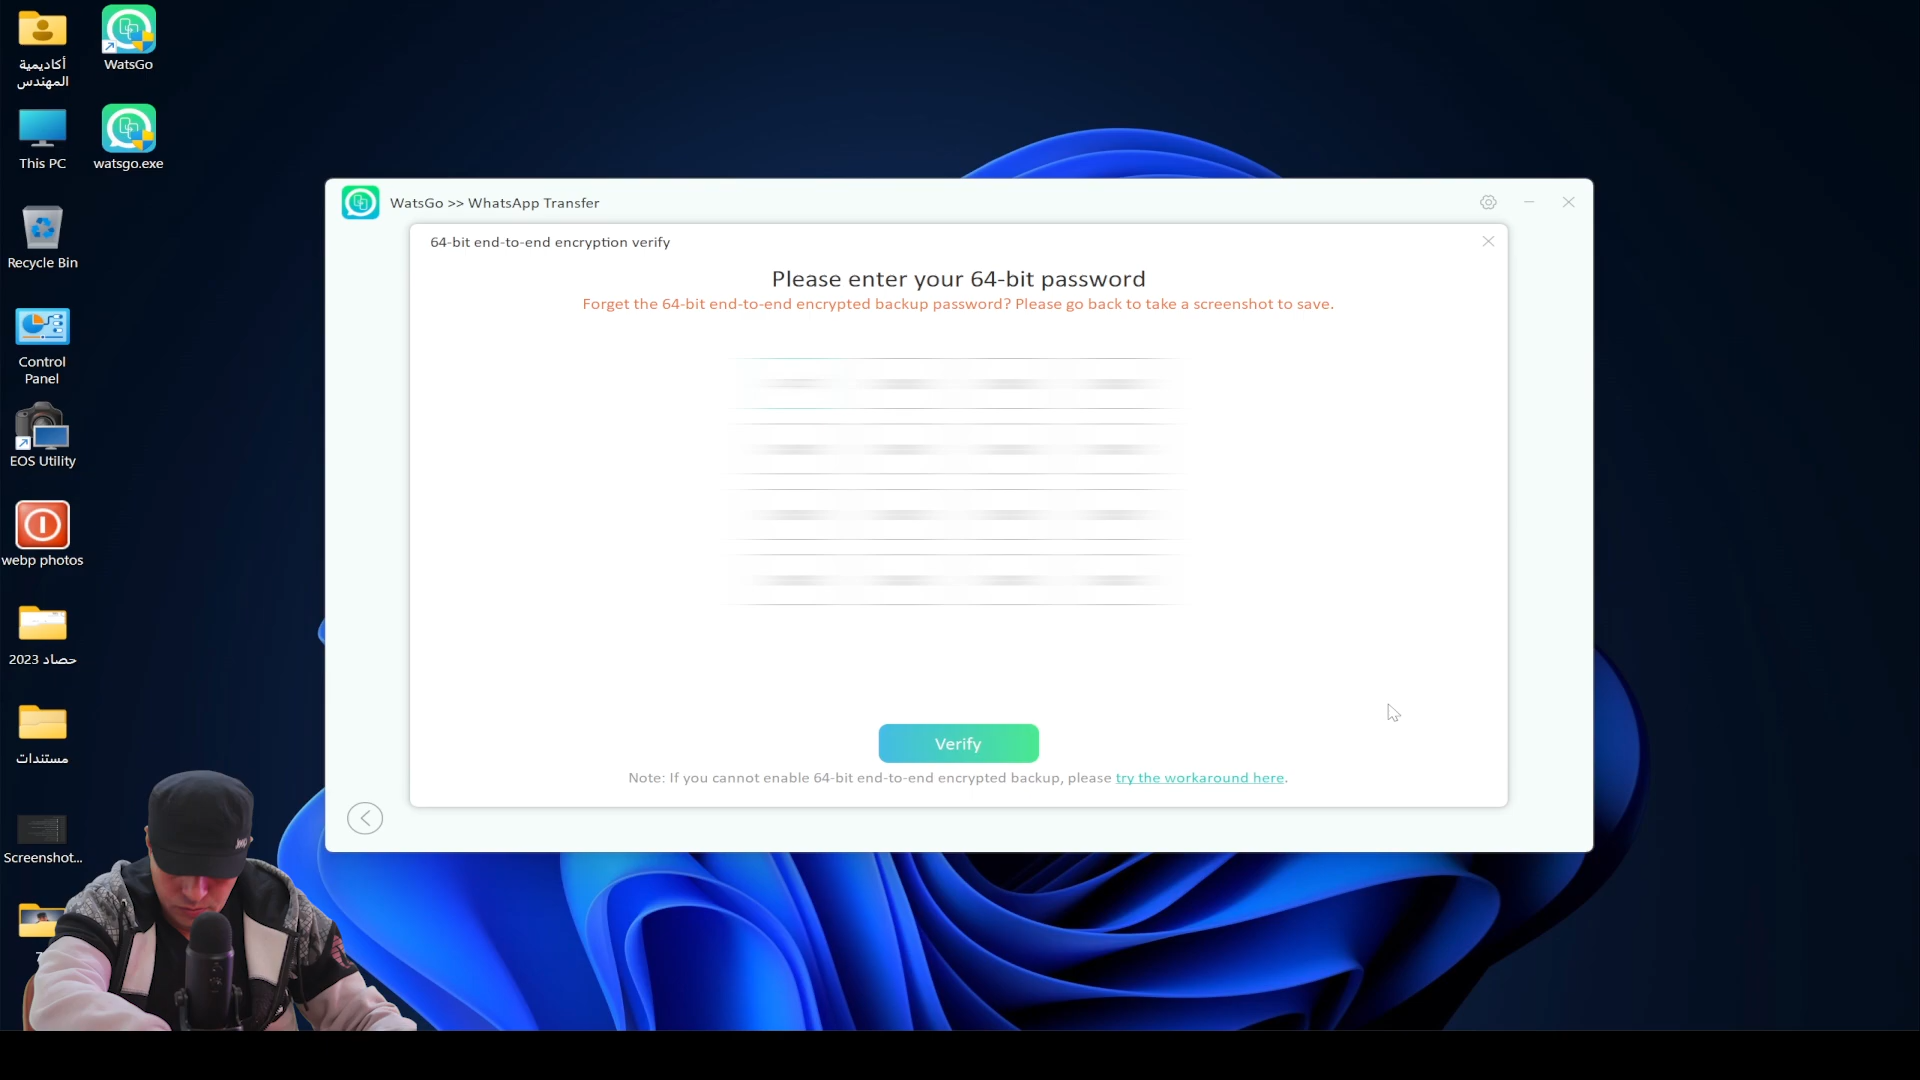 أكاديمية
المهندس
WatsGo
This PC
watsgo.exe
Recycle Bin
Control
Panel
EOS Utility
webp photos
حصاد 2023
مستندات
Screenshot...
WatsGo >> WhatsApp Transfer
64-bit end-to-end encryption verify
Please enter your 64-bit password
Forget the 64-bit end-to-end encrypted backup password? Please go back to take a screenshot to save.
Verify
Note: If you cannot enable 64-bit end-to-end encrypted backup, please try the workaround here.